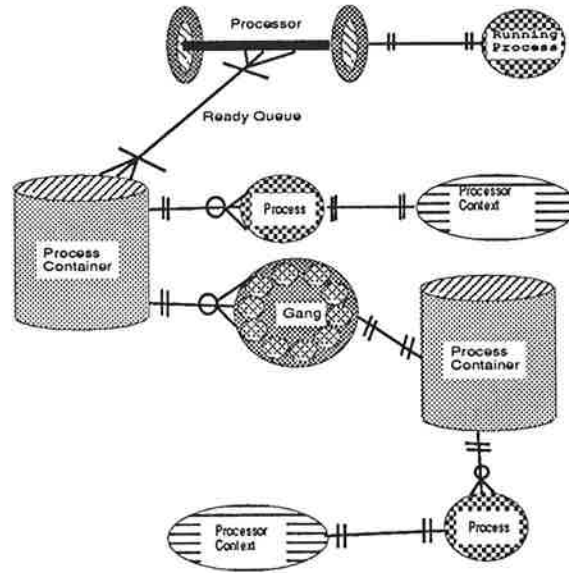 Processor
Running
Process
Ready Queue
Process
Container
Process
Processor
Context
Gang
Process
Container
Processor
Context
Process